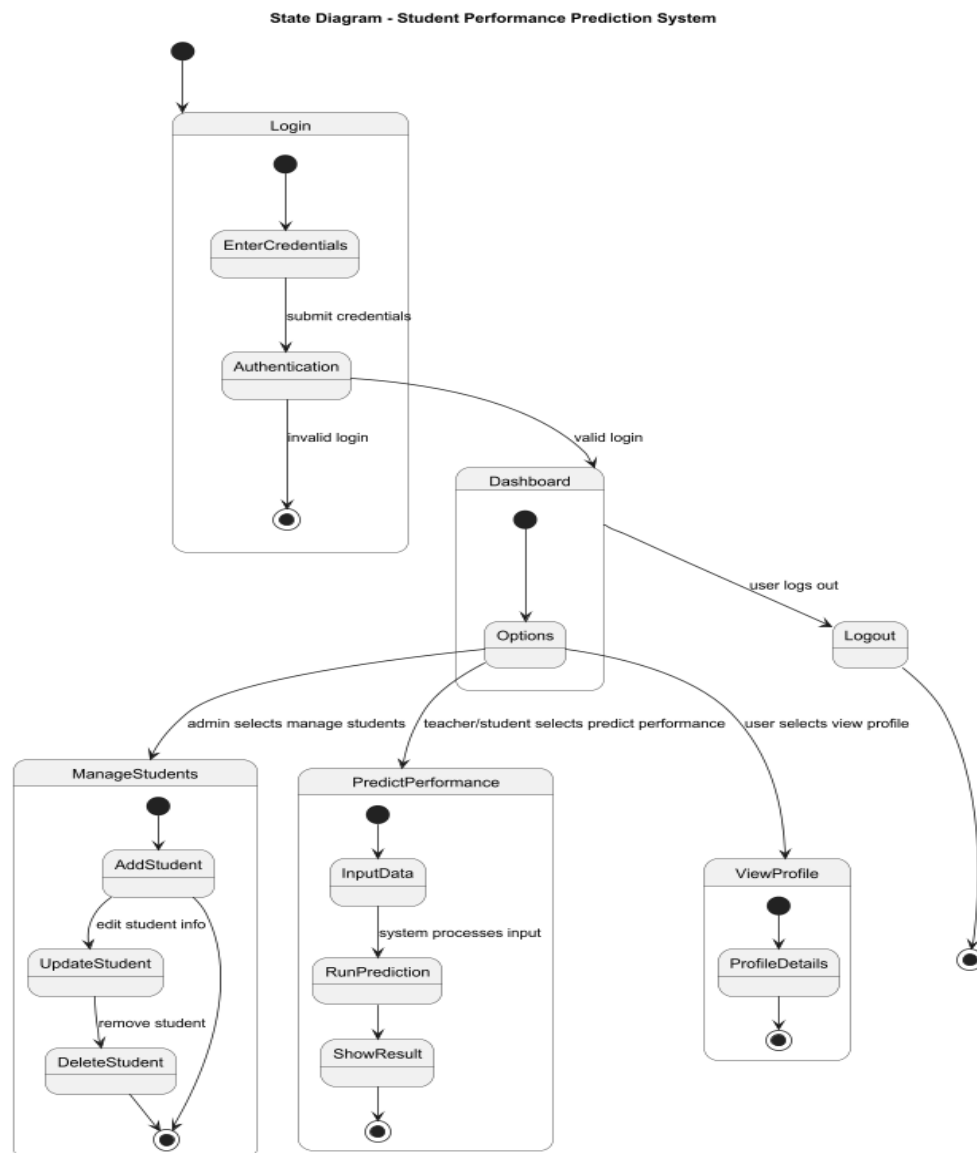 State Diagram - Student Performance Prediction System
Login
EnterCredentials
submit credentials
Authentication
invalid login
valid login
Dashboard
user logs out
Options
Logout
admin selects manage students
teacher/student selects predict performance
user selects view profile
ManageStudents
PredictPerformance
AddStudent
InputData
ViewProfile
edit student info
system processes input
UpdateStudent
RunPrediction
ProfileDetails
remove student
DeleteStudent
ShowResult